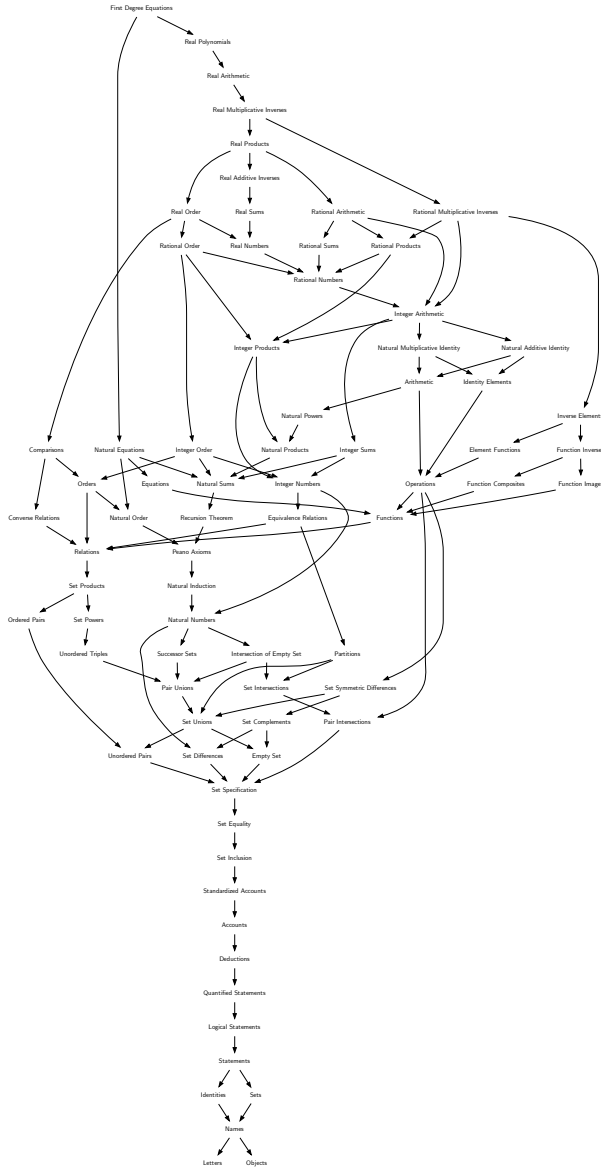 First Degree Equations
Real Polynomials
Real Arithmetic
Real Multiplicative Inverses
Real Products
Real Additive Inverses
Real Order Real Sums Rational Arithmetic Rational Multiplicative Inverses
Rational Order Real Numbers Rational Sums Rational Products
Rational Numbers
Integer Arithmetic
Integer Products Natural Multiplicative Identity Natural Additive Identity
Arithmetic Identity Elements
Natural Powers Inverse Elements
Comparisons Natural Equations Integer Order Natural Products Integer Sums Element Functions Function Inverses
Orders Equations Natural Sums Integer Numbers Operations Function Composites Function Images
Converse Relations Natural Order Recursion Theorem Equivalence Relations Functions
Relations Peano Axioms
Set Products Natural Induction
Ordered Pairs Set Powers Natural Numbers
Unordered Triples Successor Sets Intersection of Empty Set Partitions
Pair Unions Set Intersections Set Symmetric Differences
Set Unions Set Complements Pair Intersections
Unordered Pairs Set Differences Empty Set
Set Specification
Set Equality
Set Inclusion
Standardized Accounts
Accounts
Deductions
Quantified Statements
Logical Statements
Statements
Identities Sets
Names
Letters Objects